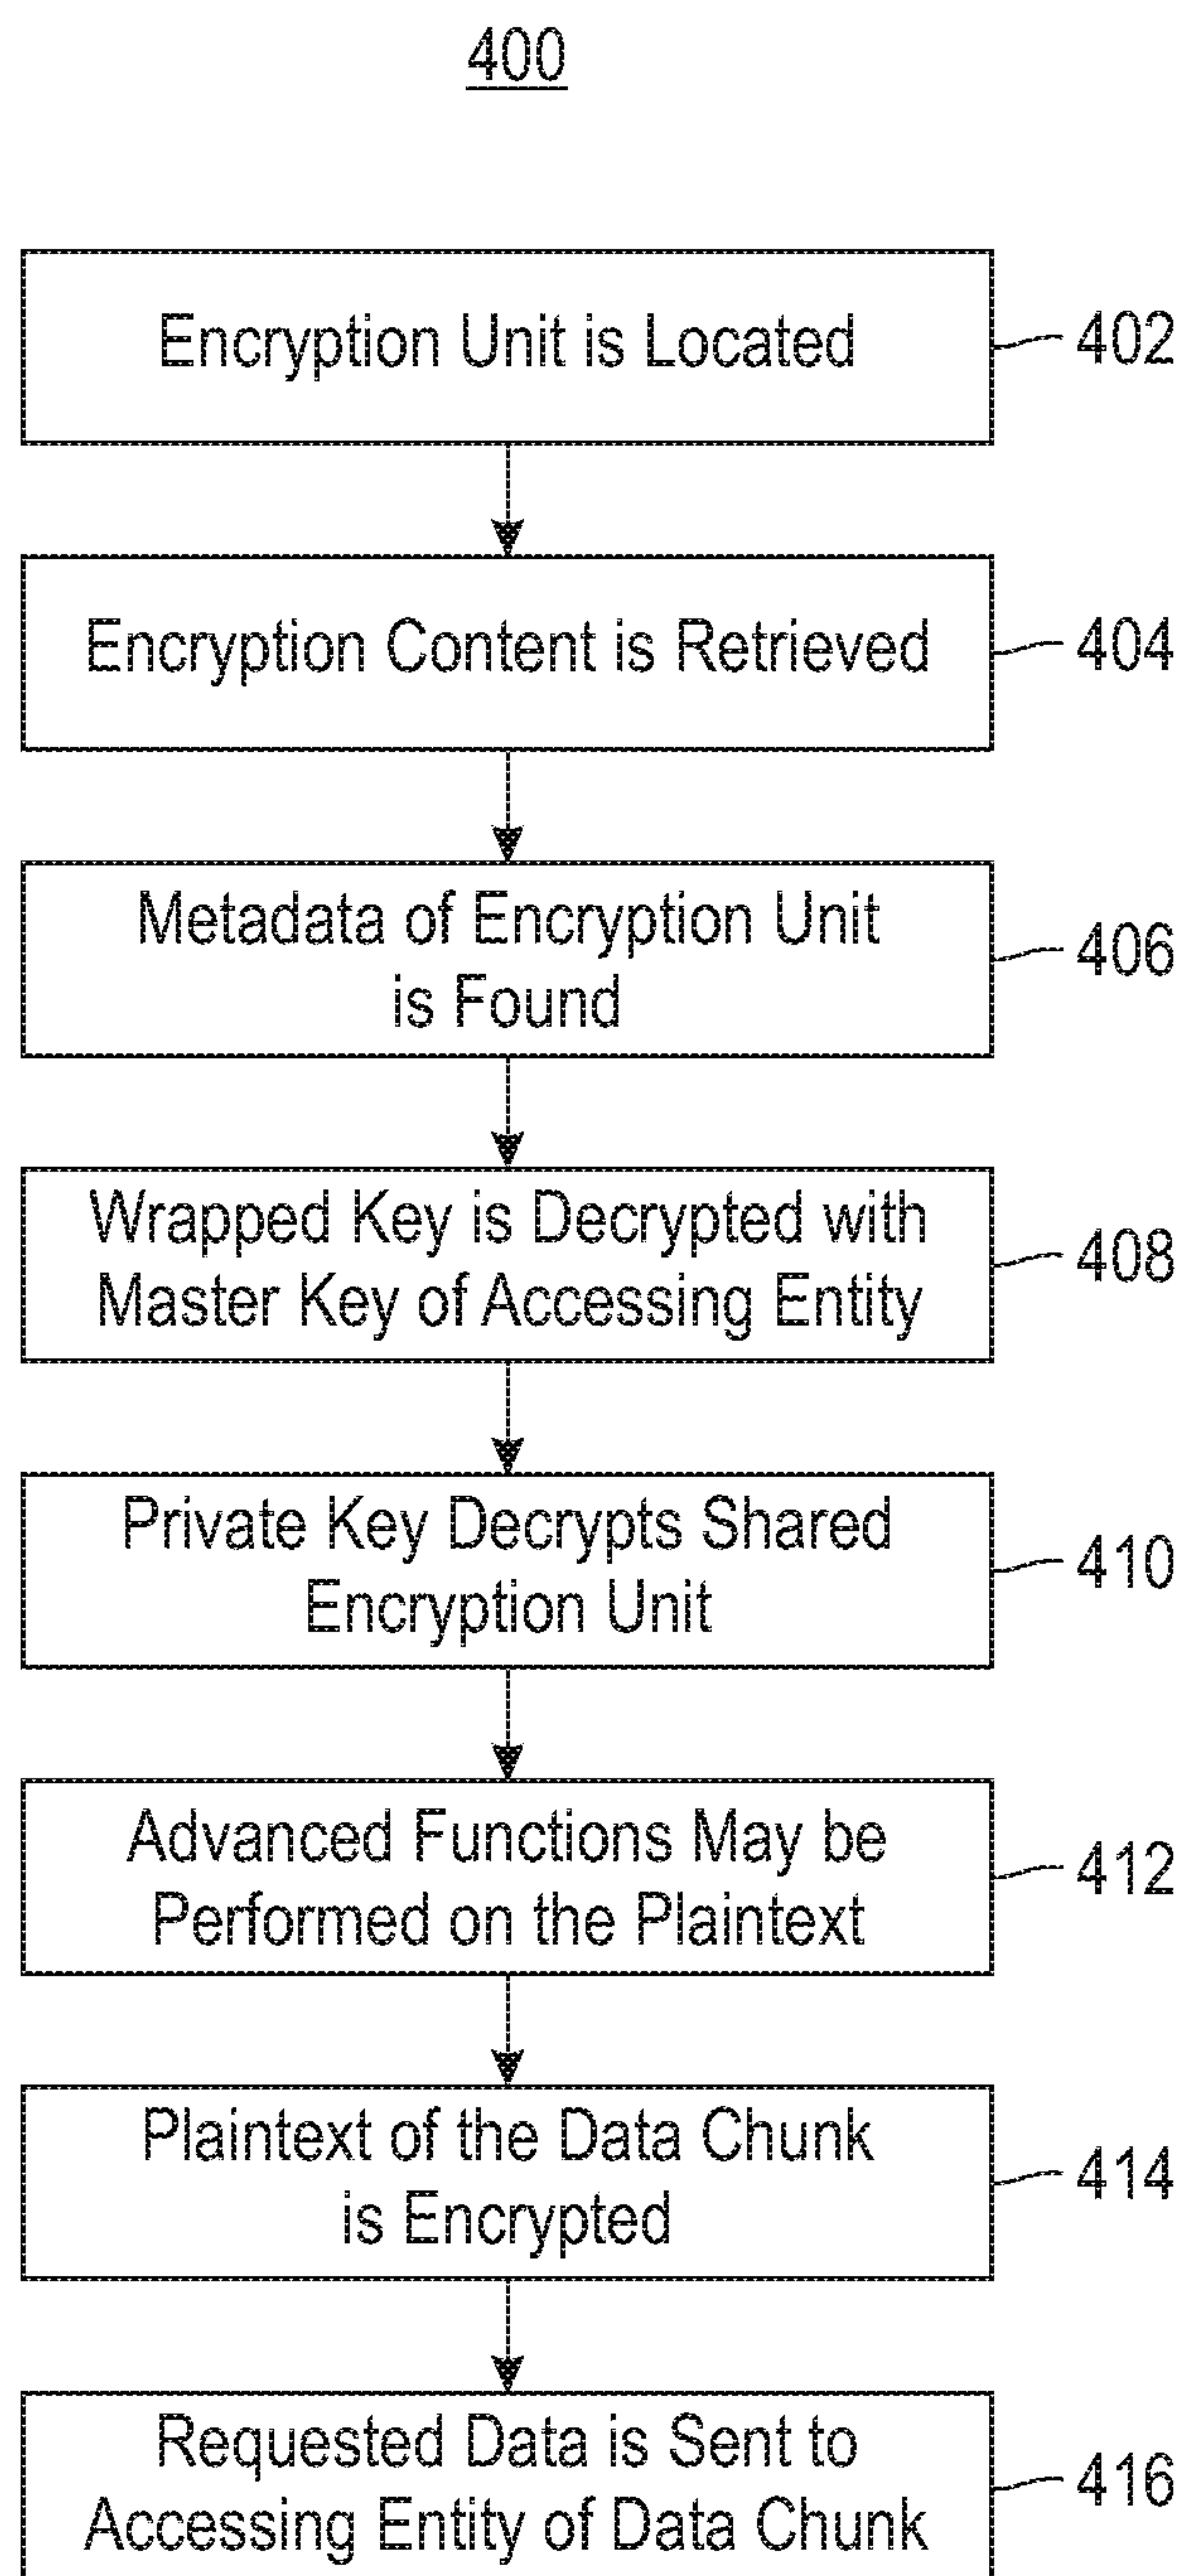 400
Encryption Unit is Located
402
Encryption Content is Retrieved
404
Metadata of Encryption Unit
is Found
406
Wrapped Key is Decrypted with
Master Key of Accessing Entity
408
Private Key Decrypts Shared
Encryption Unit
410
Advanced Functions May be
Performed on the Plaintext
412
Plaintext of the Data Chunk
is Encrypted
414
Requested Data is Sent to
Accessing Entity of Data Chunk
416